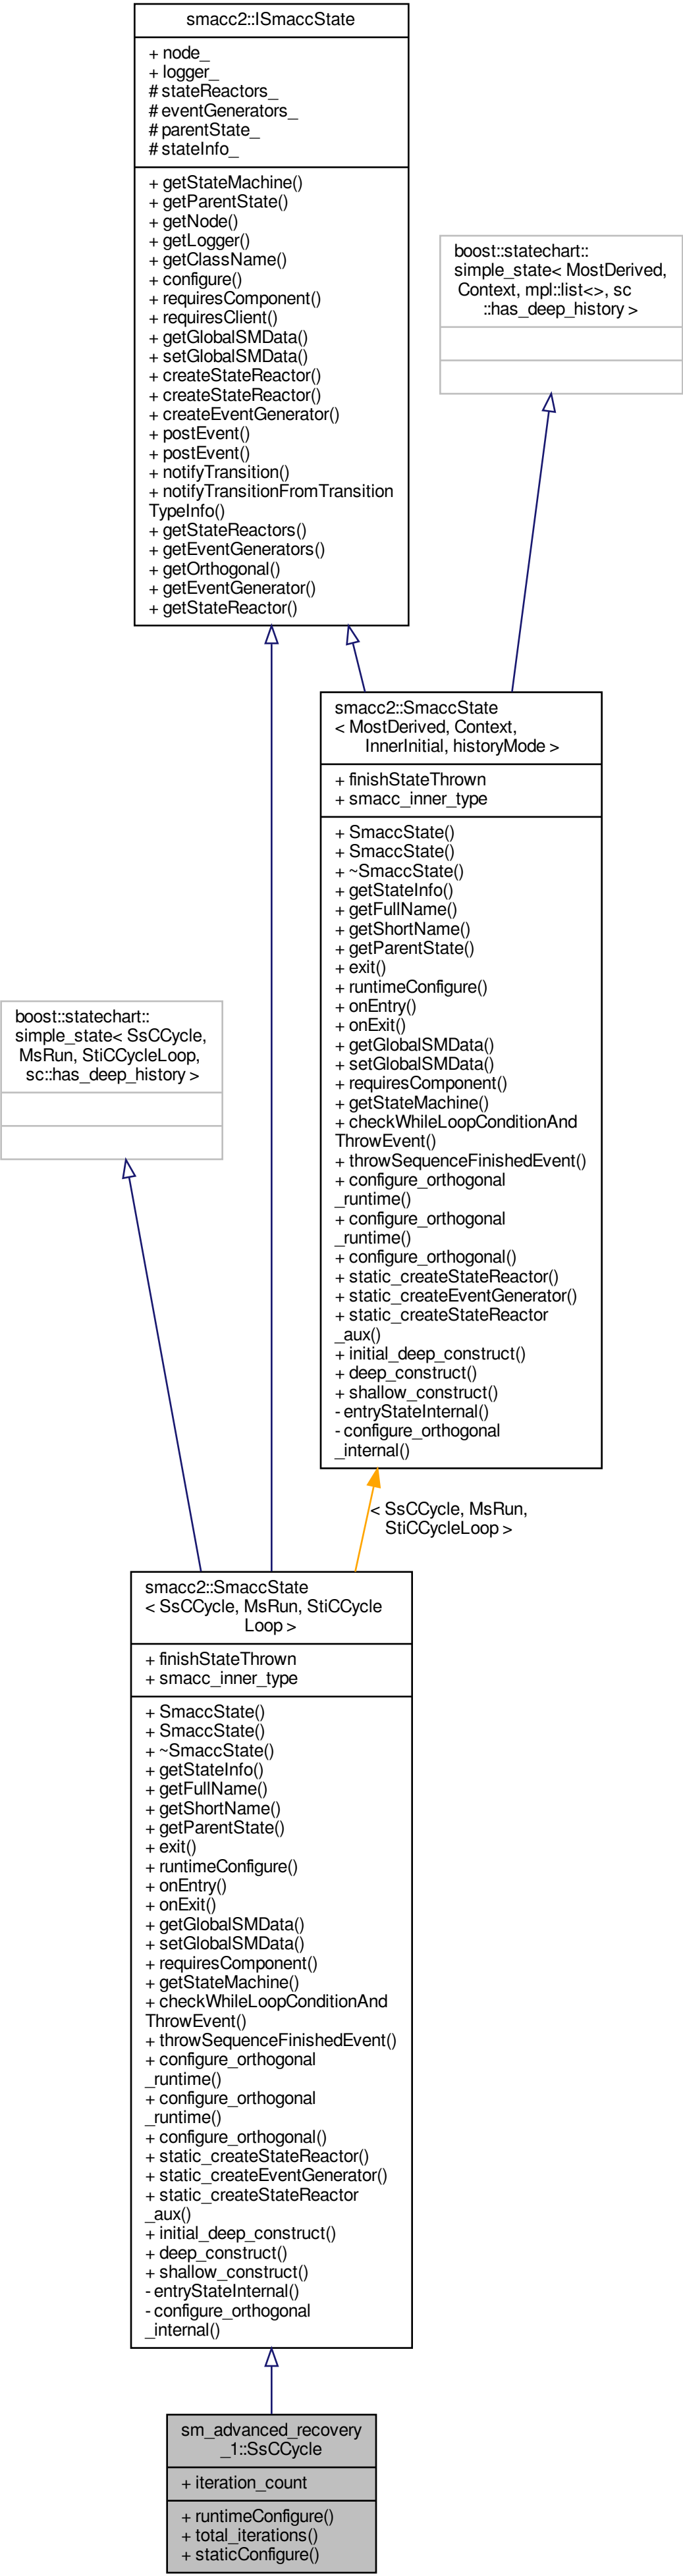 smacc2::ISmaccState
+ node_
+ logger_
# stateReactors_
# eventGenerators_
# parentState_
# stateInfo_
+ getStateMachine()
+ getParentState()
+ getNode()
+ getLogger()
+ getClassName()
+ configure()
+ requiresComponent()
+ requiresClient()
+ getGlobalSMData()
+ setGlobalSMData()
+ createStateReactor()
+ createStateReactor()
+ createEventGenerator()
+ postEvent()
+ postEvent()
+ notifyTransition()
+ notifyTransitionFromTransition
TypeInfo()
+ getStateReactors()
+ getEventGenerators()
+ getOrthogonal()
+ getEventGenerator()
+ getStateReactor()
boost::statechart::
simple_state< MostDerived,
Context, mpl::list<>, sc
::has_deep_history >
smacc2::SmaccState
< MostDerived, Context,
InnerInitial, historyMode >
+ finishStateThrown
+ smacc_inner_type
+ SmaccState()
+ SmaccState()
+ ~SmaccState()
+ getStateInfo()
+ getFullName()
+ getShortName()
+ getParentState()
+ exit()
+ runtimeConfigure()
+ onEntry()
+ onExit()
+ getGlobalSMData()
+ setGlobalSMData()
+ requiresComponent()
+ getStateMachine()
+ checkWhileLoopConditionAnd
ThrowEvent()
+ throwSequenceFinishedEvent()
+ configure_orthogonal
_runtime()
+ configure_orthogonal
_runtime()
+ configure_orthogonal()
+ static_createStateReactor()
+ static_createEventGenerator()
+ static_createStateReactor
_aux()
+ initial_deep_construct()
+ deep_construct()
+ shallow_construct()
- entryStateInternal()
- configure_orthogonal
_internal()
boost::statechart::
simple_state< SsCCycle,
MsRun, StiCCycleLoop,
sc::has_deep_history >
< SsCCycle, MsRun,
StiCCycleLoop >
smacc2::SmaccState
< SsCCycle, MsRun, StiCCycle
Loop >
+ finishStateThrown
+ smacc_inner_type
+ SmaccState()
+ SmaccState()
+ ~SmaccState()
+ getStateInfo()
+ getFullName()
+ getShortName()
+ getParentState()
+ exit()
+ runtimeConfigure()
+ onEntry()
+ onExit()
+ getGlobalSMData()
+ setGlobalSMData()
+ requiresComponent()
+ getStateMachine()
+ checkWhileLoopConditionAnd
ThrowEvent()
+ throwSequenceFinishedEvent()
+ configure_orthogonal
_runtime()
+ configure_orthogonal
_runtime()
+ configure_orthogonal()
+ static_createStateReactor()
+ static_createEventGenerator()
+ static_createStateReactor
_aux()
+ initial_deep_construct()
+ deep_construct()
+ shallow_construct()
- entryStateInternal()
- configure_orthogonal
_internal()
sm_advanced_recovery
_1::SsCCycle
+ iteration_count
+ runtimeConfigure()
+ total_iterations()
+ staticConfigure()